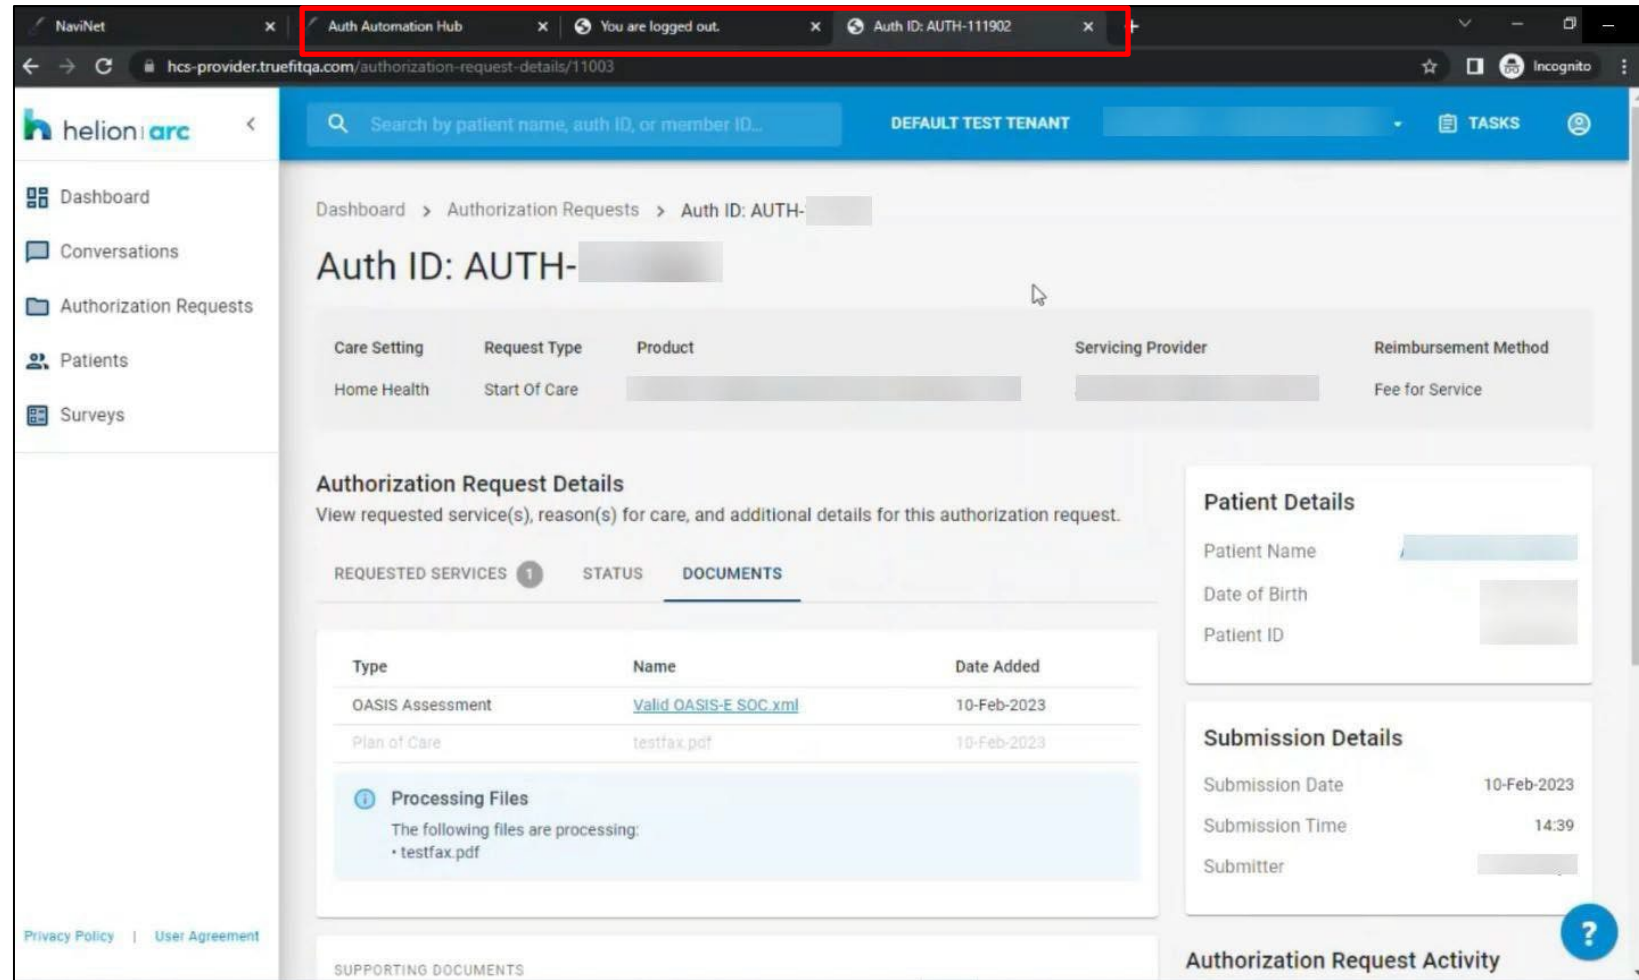 NaviNet
Auth Automation Hub
You are logged out.
Auth ID: AUTH-111902
hcs-provider.truefitqa.com/authorization-request-details/11003
Incognito
helion arc
Search by patient name, auth ID, or member ID...
DEFAULT TEST TENANT
TASKS
Dashboard
Conversations
Authorization Requests
Patients
Surveys
Privacy Policy | User Agreement
Dashboard > Authorization Requests > Auth ID: AUTH-
Auth ID: AUTH-
Care Setting Request Type Product Servicing Provider Reimbursement Method
Home Health Start Of Care Fee for Service
Authorization Request Details
View requested service(s), reason(s) for care, and additional details for this authorization request.
REQUESTED SERVICES 1 STATUS DOCUMENTS
Type Name Date Added
OASIS Assessment Valid OASIS-E SOC.xml 10-Feb-2023
Plan of Care testfax.pdf 10-Feb-2023
Processing Files
The following files are processing:
• testfax.pdf
SUPPORTING DOCUMENTS
Patient Details
Patient Name
Date of Birth
Patient ID
Submission Details
Submission Date 10-Feb-2023
Submission Time 14:39
Submitter
Authorization Request Activity
?